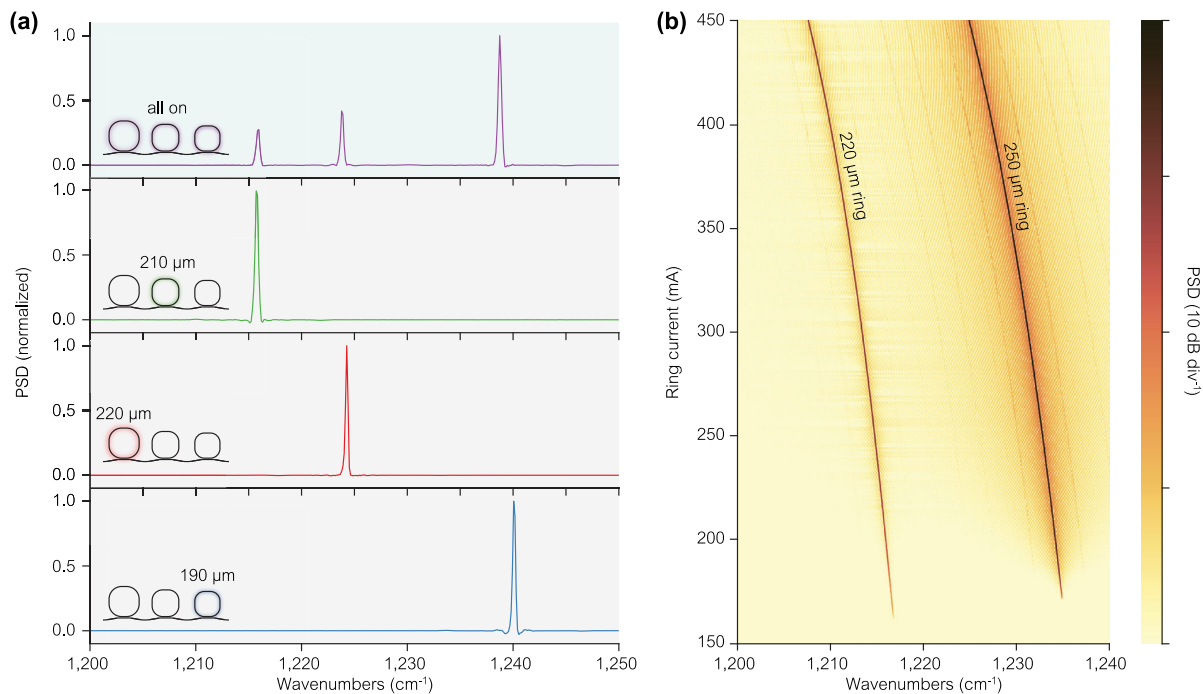 (a)
1.0
0.5
0.0
all on
1.0
0.5
0.0
210 µm
1.0
0.5
0.0
220 µm
1.0
0.5
0.0
190 µm
PSD (normalized)
1,200 1,210 1,220 1,230 1,240 1,250
Wavenumbers (cm⁻¹)
(b)
450
400
350
300
250
200
150
Ring current (mA)
220 µm ring
250 µm ring
1,200 1,210 1,220 1,230 1,240
Wavenumbers (cm⁻¹)
PSD (10 dB div⁻¹)